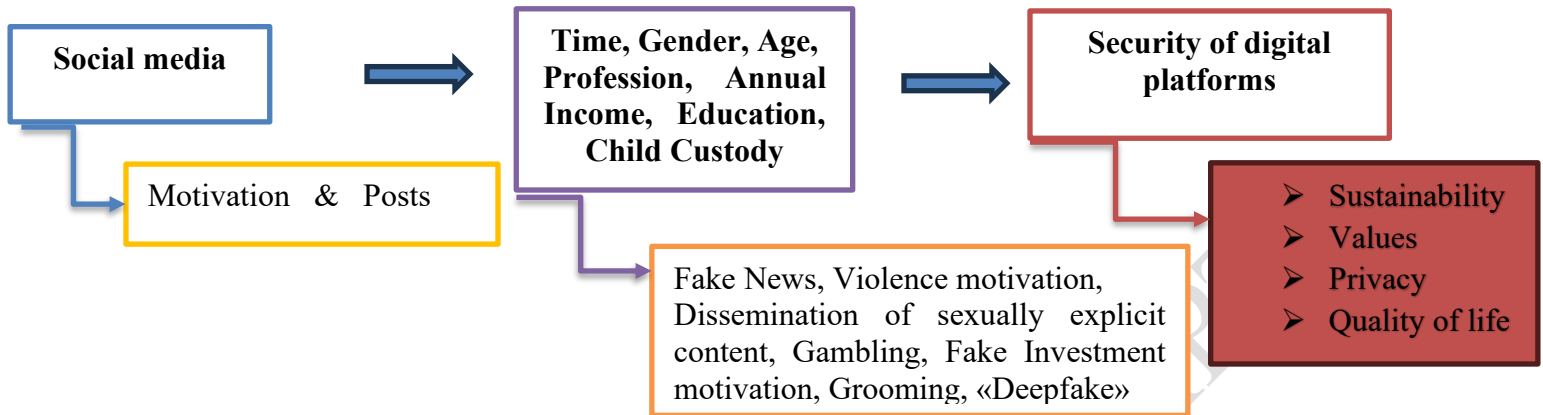 Social media
Motivation & Posts
Time, Gender, Age,
Profession, Annual
Income, Education,
Child Custody
Fake News, Violence motivation,
Dissemination of sexually explicit
content, Gambling, Fake Investment
motivation, Grooming, «Deepfake»
Security of digital
platforms
➢ Sustainability
➢ Values
➢ Privacy
➢ Quality of life